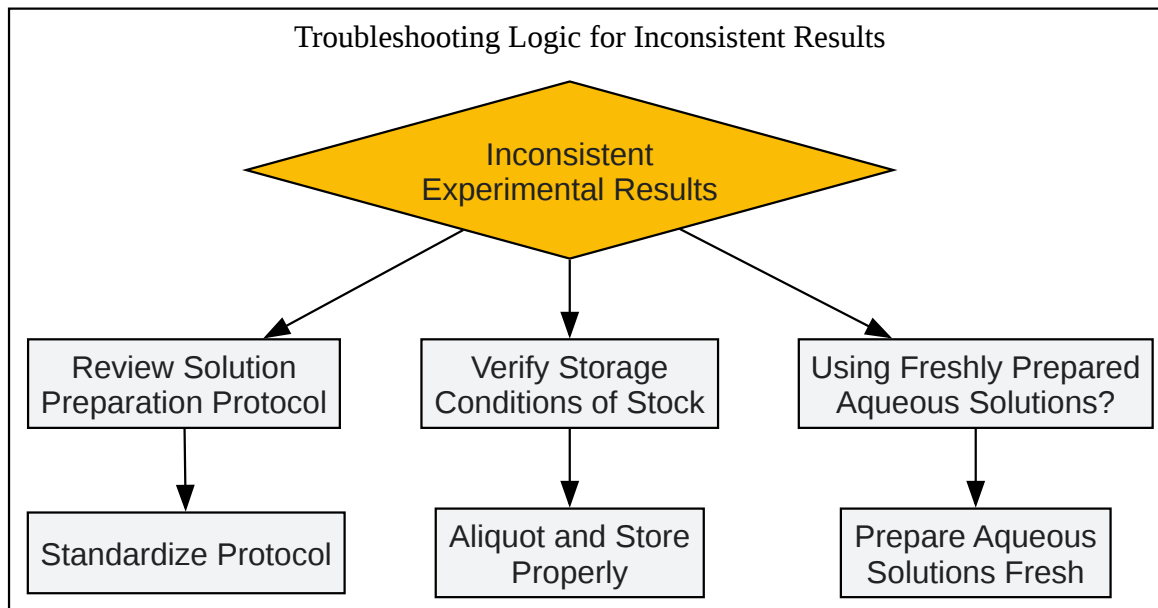 Troubleshooting Logic for Inconsistent Results
Inconsistent
Experimental Results
Review Solution
Preparation Protocol
Verify Storage
Conditions of Stock
Using Freshly Prepared
Aqueous Solutions?
Standardize Protocol
Aliquot and Store
Properly
Prepare Aqueous
Solutions Fresh